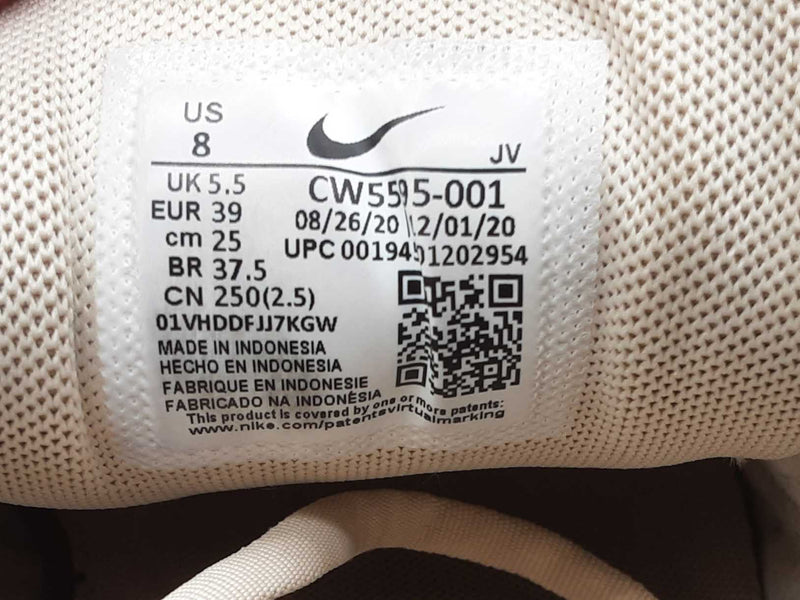 US
8
JV
UK 5.5
EUR 39
cm 25
BR 37.5
CN 250(2.5)
CW5595-001
08/26/20 12/01/20
UPC 00194501202954
01VHDDFJJ7KGW
MADE IN INDONESIA
HECHO EN INDONESIA
FABRIQUE EN INDONESIE
FABRICADO NA INDONÈSIA
This product is covered by one or more patents:
www.nike.com/patentsvirtualmarking